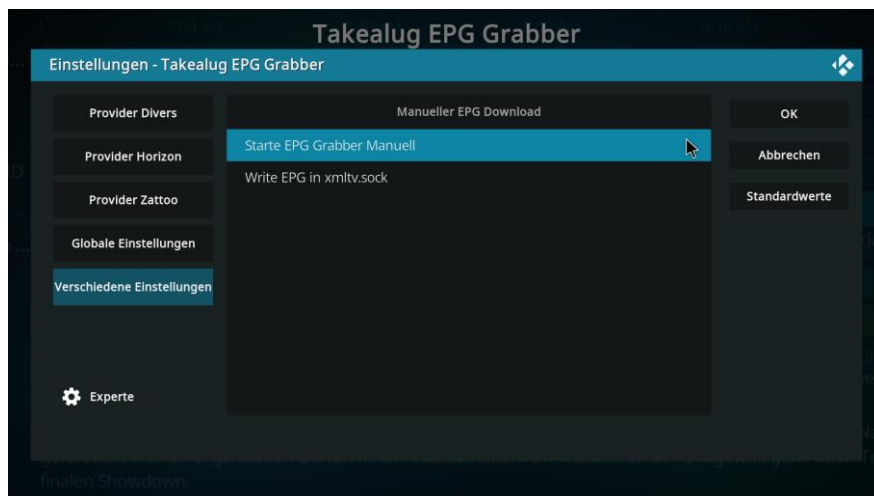 Takealug EPG Grabber
Einstellungen - Takealug EPG Grabber
Provider Divers
Provider Horizon
Provider Zattoo
Globale Einstellungen
Verschiedene Einstellungen
Experte
Manueller EPG Download
Starte EPG Grabber Manuell
Write EPG in xmltv.sock
OK
Abbrechen
Standardwerte
finalen Showdown.